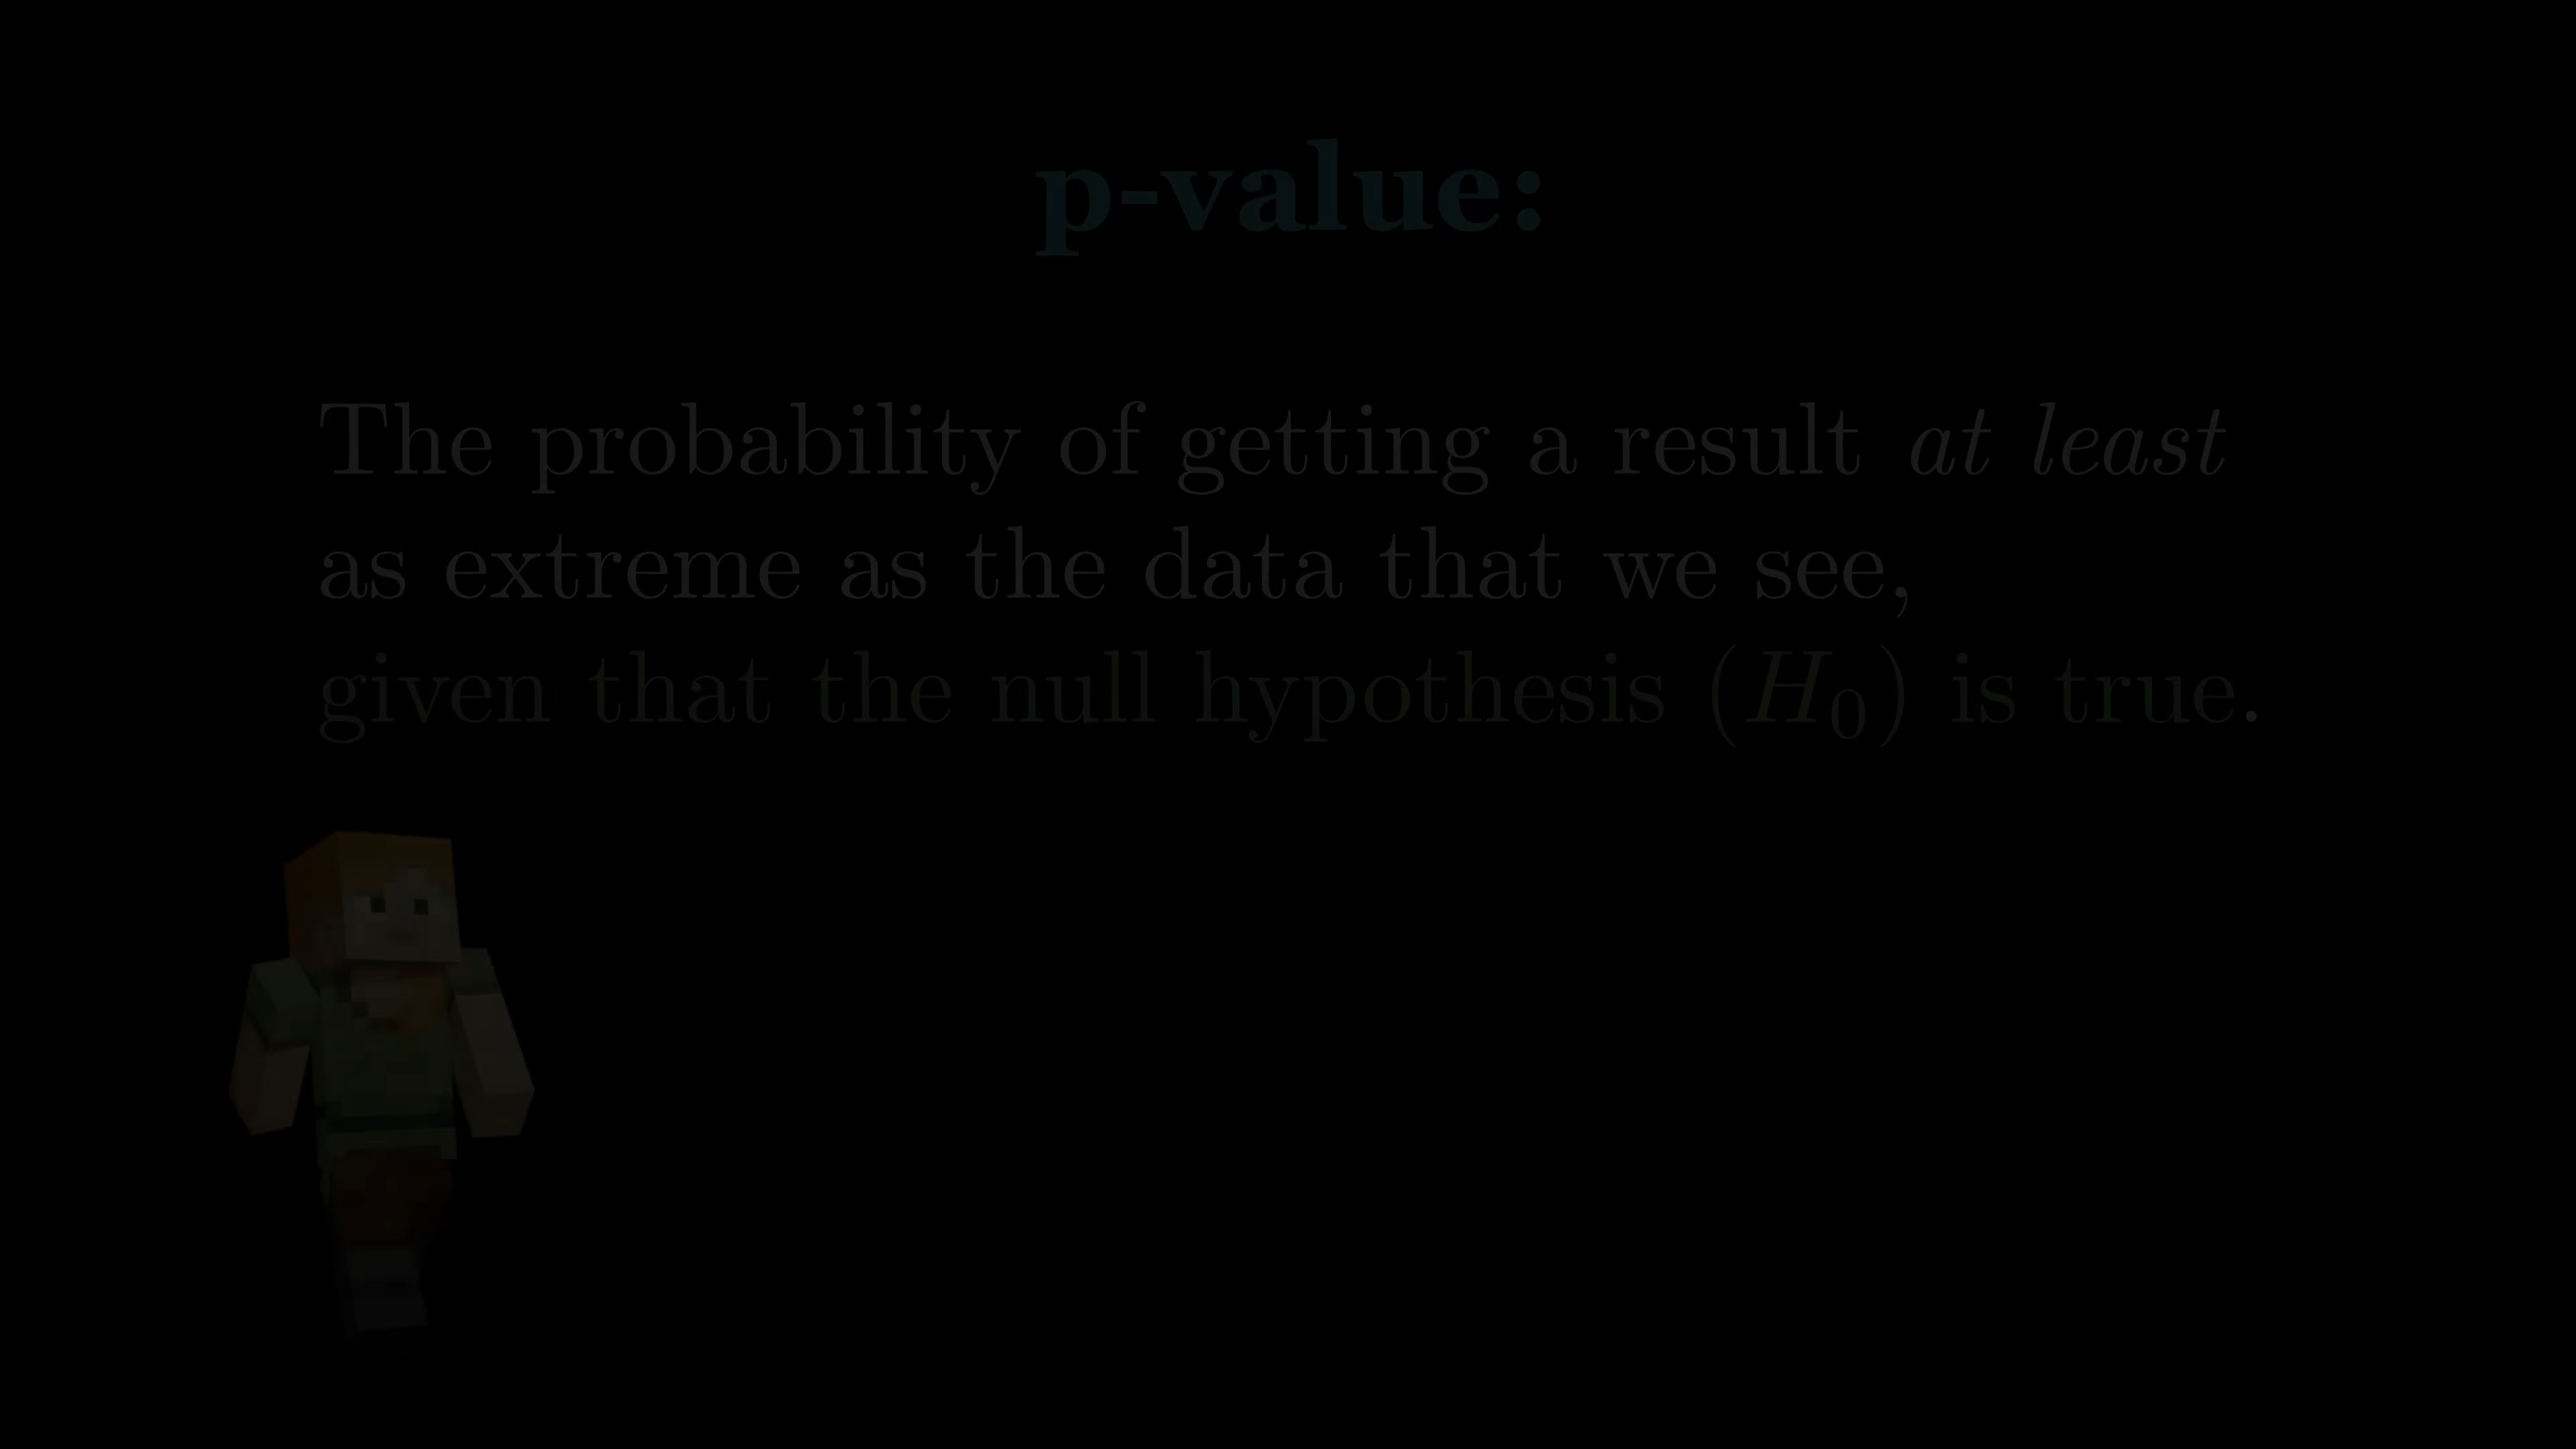 p-value:
The probability of getting a result at least
as extreme as the data that we see,
given that the null hypothesis (H₀) is true.